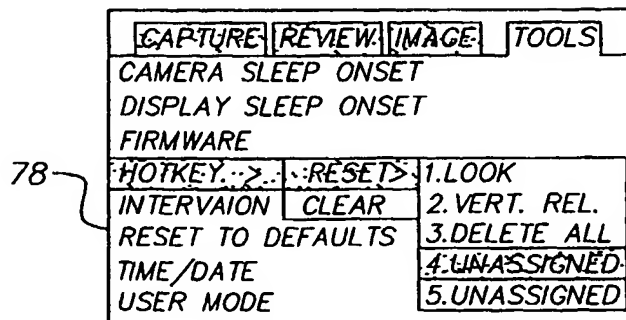 CAPTURE REVIEW IMAGE TOOLS
CAMERA SLEEP ONSET
DISPLAY SLEEP ONSET
FIRMWARE
HOTKEY > RESET> 1.LOOK
INTERVAION CLEAR 2.VERT. REL.
RESET TO DEFAULTS 3.DELETE ALL
TIME/DATE 4.UNASSIGNED
USER MODE 5.UNASSIGNED
78